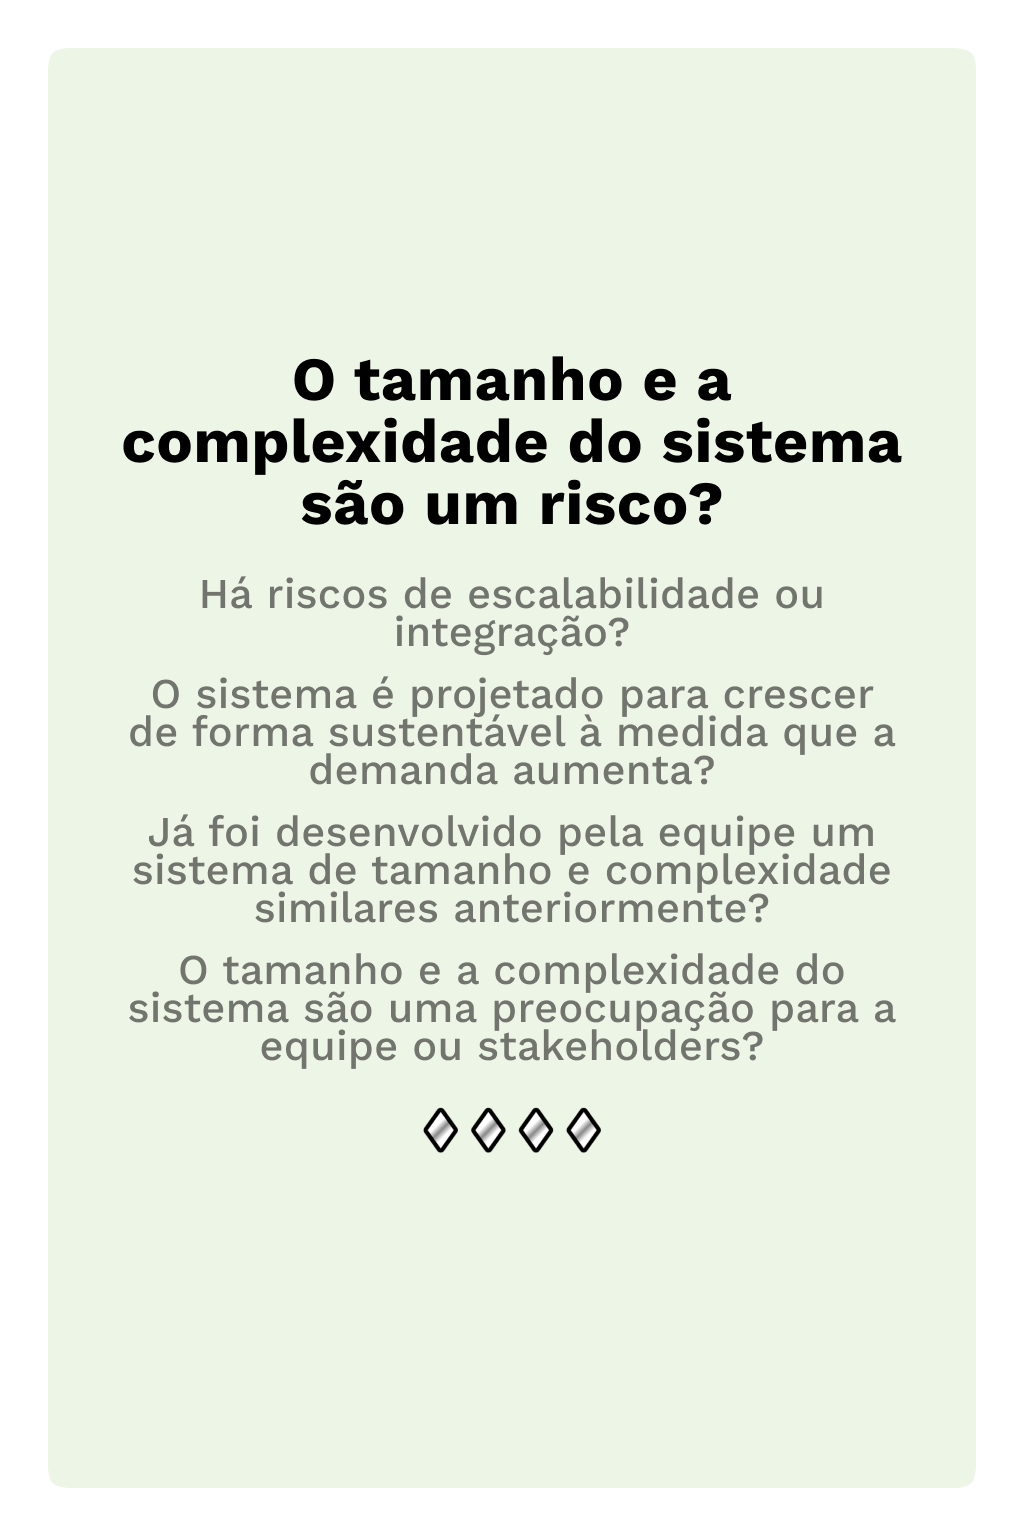 O tamanho e a
complexidade do sistema
são um risco?
Há riscos de escalabilidade ou
integração?
O sistema é projetado para crescer
de forma sustentável à medida que a
demanda aumenta?
Já foi desenvolvido pela equipe um
sistema de tamanho e complexidade
similares anteriormente?
O tamanho e a complexidade do
sistema são uma preocupação para a
equipe ou stakeholders?